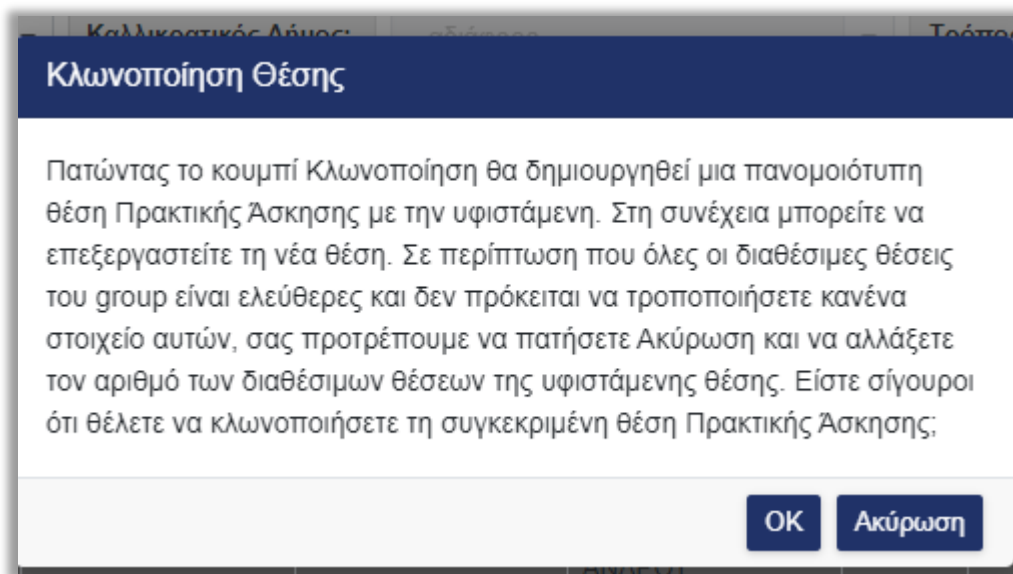 Καλλικρατικός Δήμος:
αδιάφορο
Κλωνοποίηση Θέσης
Πατώντας το κουμπί Κλωνοποίηση θα δημιουργηθεί μια πανομοιότυπη
θέση Πρακτικής Άσκησης με την υφιστάμενη. Στη συνέχεια μπορείτε να
επεξεργαστείτε τη νέα θέση. Σε περίπτωση που όλες οι διαθέσιμες θέσεις
του group είναι ελεύθερες και δεν πρόκειται να τροποποιήσετε κανένα
στοιχείο αυτών, σας προτρέπουμε να πατήσετε Ακύρωση και να αλλάξετε
τον αριθμό των διαθέσιμων θέσεων της υφιστάμενης θέσης. Είστε σίγουροι
ότι θέλετε να κλωνοποιήσετε τη συγκεκριμένη θέση Πρακτικής Άσκησης;
OK Ακύρωση